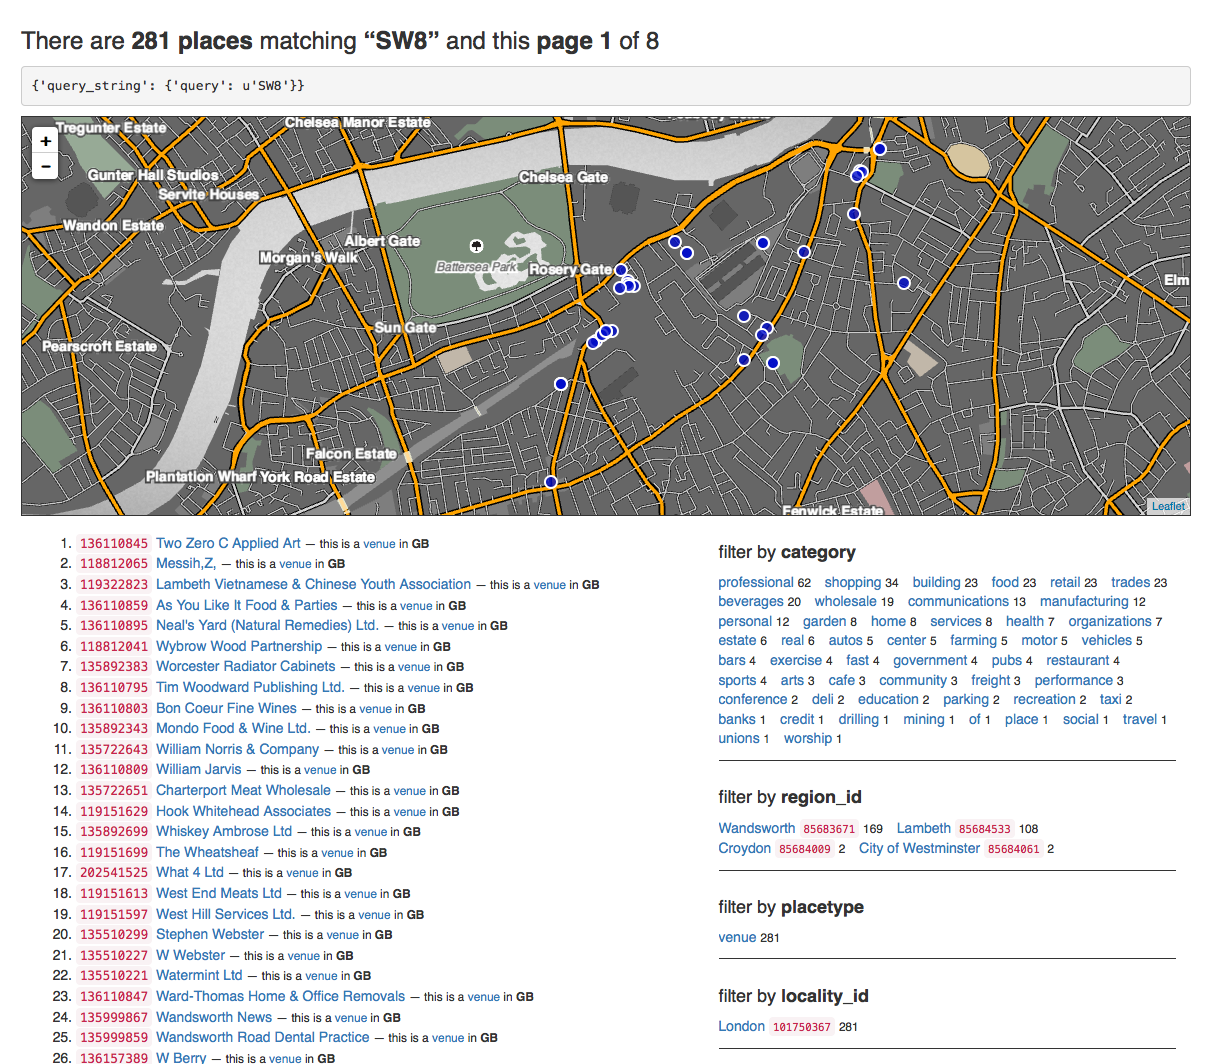 There are 281 places matching “SW8” and this page 1 of 8
{'query_string': {'query': u'SW8'}}
+
−
Tregunter Estate
Chelsea Manor Estate
Gunter Hall Studios
Chelsea Gate
Servite Houses
Wandon Estate
Albert Gate
Morgan's Walk
Battersea Park
Rosery Gate
Elm
Sun Gate
Pearscroft Estate
Falcon Estate
Plantation Wharf York Road Estate
Fenwick Estate
Leaflet
1. 136110845 Two Zero C Applied Art — this is a venue in GB
2. 118812065 Messih,Z, — this is a venue in GB
3. 119322823 Lambeth Vietnamese & Chinese Youth Association — this is a venue in GB
4. 136110859 As You Like It Food & Parties — this is a venue in GB
5. 136110895 Neal's Yard (Natural Remedies) Ltd. — this is a venue in GB
6. 118812041 Wybrow Wood Partnership — this is a venue in GB
7. 135892383 Worcester Radiator Cabinets — this is a venue in GB
8. 136110795 Tim Woodward Publishing Ltd. — this is a venue in GB
9. 136110803 Bon Coeur Fine Wines — this is a venue in GB
10. 135892343 Mondo Food & Wine Ltd. — this is a venue in GB
11. 135722643 William Norris & Company — this is a venue in GB
12. 136110809 William Jarvis — this is a venue in GB
13. 135722651 Charterport Meat Wholesale — this is a venue in GB
14. 119151629 Hook Whitehead Associates — this is a venue in GB
15. 135892699 Whiskey Ambrose Ltd — this is a venue in GB
16. 119151699 The Wheatsheaf — this is a venue in GB
17. 202541525 What 4 Ltd — this is a venue in GB
18. 119151613 West End Meats Ltd — this is a venue in GB
19. 119151597 West Hill Services Ltd. — this is a venue in GB
20. 135510299 Stephen Webster — this is a venue in GB
21. 135510227 W Webster — this is a venue in GB
22. 135510221 Watermint Ltd — this is a venue in GB
23. 136110847 Ward-Thomas Home & Office Removals — this is a venue in GB
24. 135999867 Wandsworth News — this is a venue in GB
25. 135999859 Wandsworth Road Dental Practice — this is a venue in GB
26. 136157389 W Berry — this is a venue in GB
filter by category
professional 62 shopping 34 building 23 food 23 retail 23 trades 23
beverages 20 wholesale 19 communications 13 manufacturing 12
personal 12 garden 8 home 8 services 8 health 7 organizations 7
estate 6 real 6 autos 5 center 5 farming 5 motor 5 vehicles 5
bars 4 exercise 4 fast 4 government 4 pubs 4 restaurant 4
sports 4 arts 3 cafe 3 community 3 freight 3 performance 3
conference 2 deli 2 education 2 parking 2 recreation 2 taxi 2
banks 1 credit 1 drilling 1 mining 1 of 1 place 1 social 1 travel 1
unions 1 worship 1
filter by region_id
Wandsworth 85683671 169 Lambeth 85684533 108
Croydon 85684009 2 City of Westminster 85684061 2
filter by placetype
venue 281
filter by locality_id
London 101750367 281